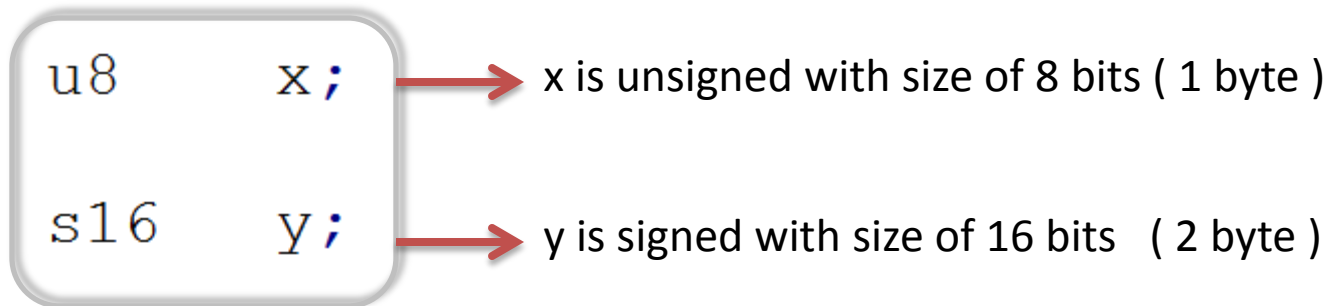 u8 x; x is unsigned with size of 8 bits ( 1 byte )
s16 y; y is signed with size of 16 bits ( 2 byte )